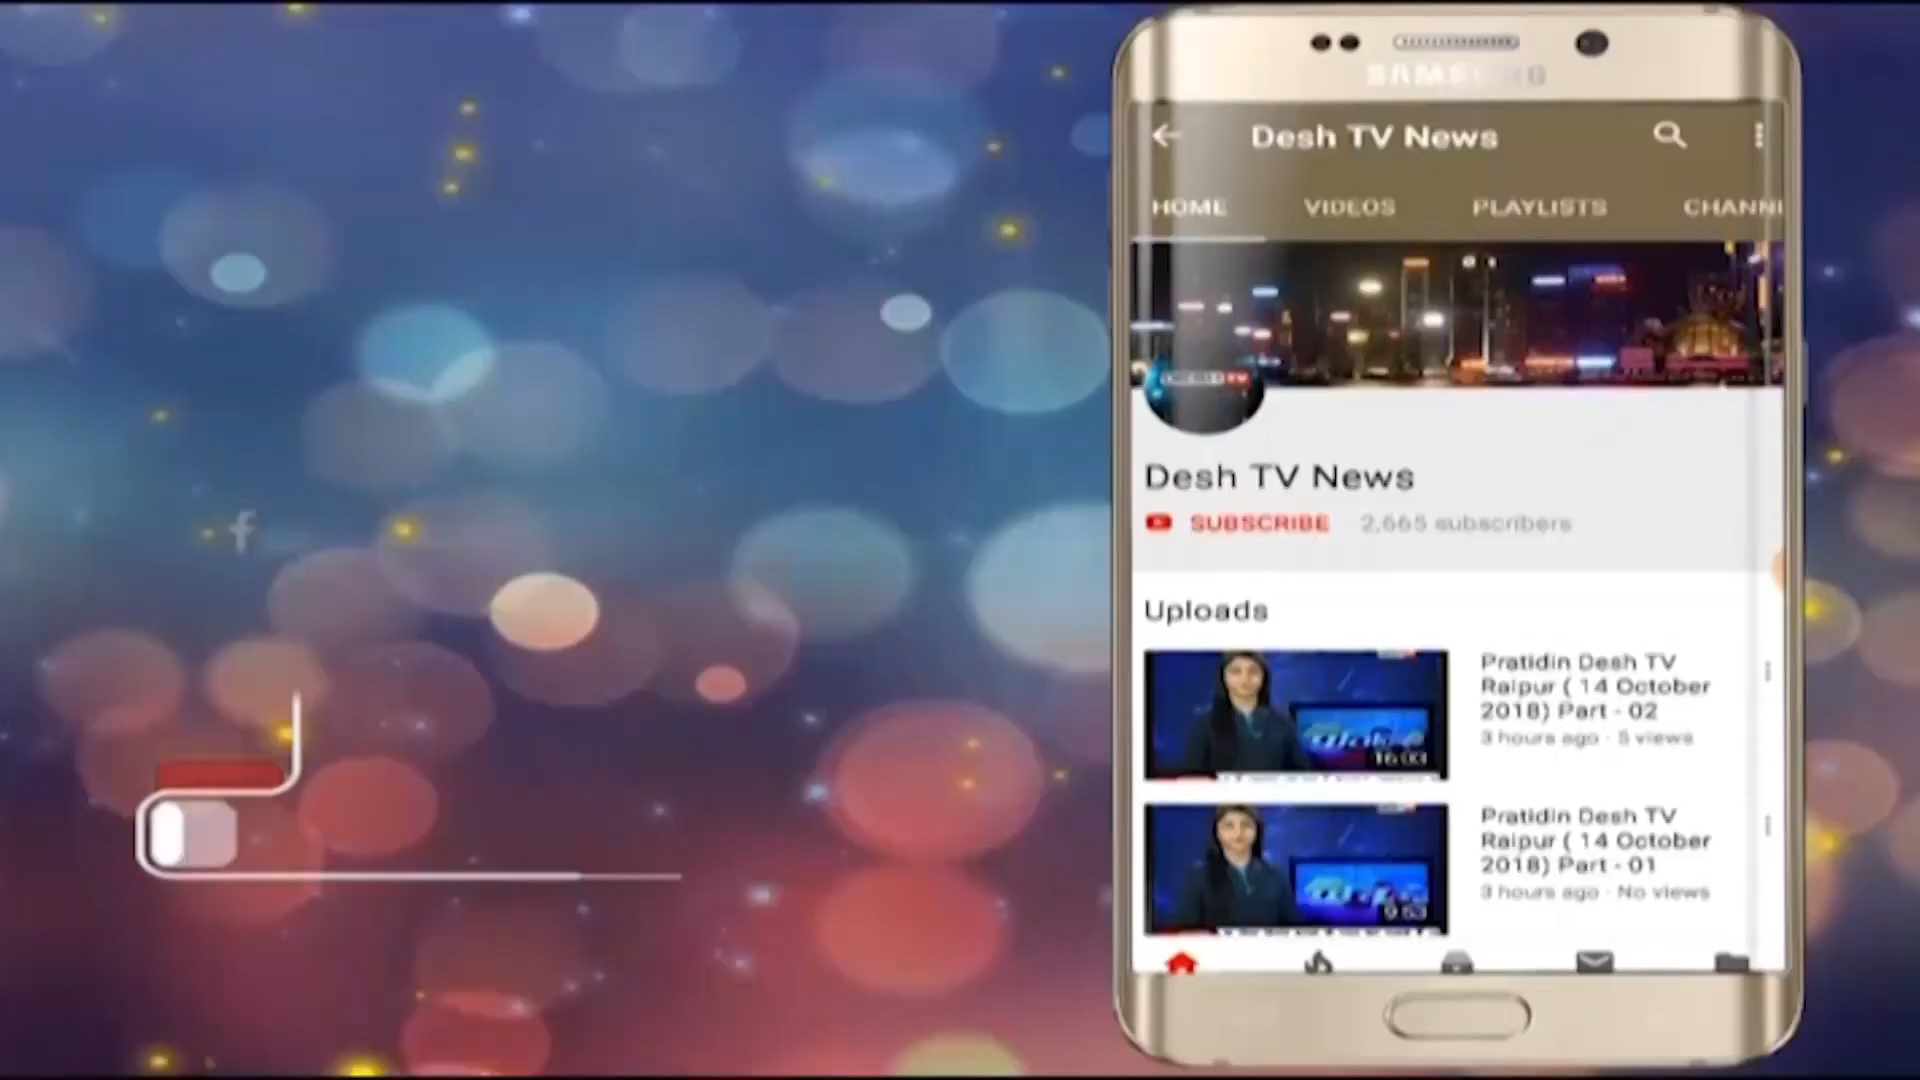 SAMSUNG
Desh TV News
HOME VIDEOS PLAYLISTS CHANNE
Desh TV News
SUBSCRIBE 2,665 subscribers
Uploads
Pratidin Desh TV
Raipur ( 14 October
2018) Part - 02
3 hours ago · 5 views
16:03
Pratidin Desh TV
Raipur ( 14 October
2018) Part - 01
3 hours ago · No views
9:53